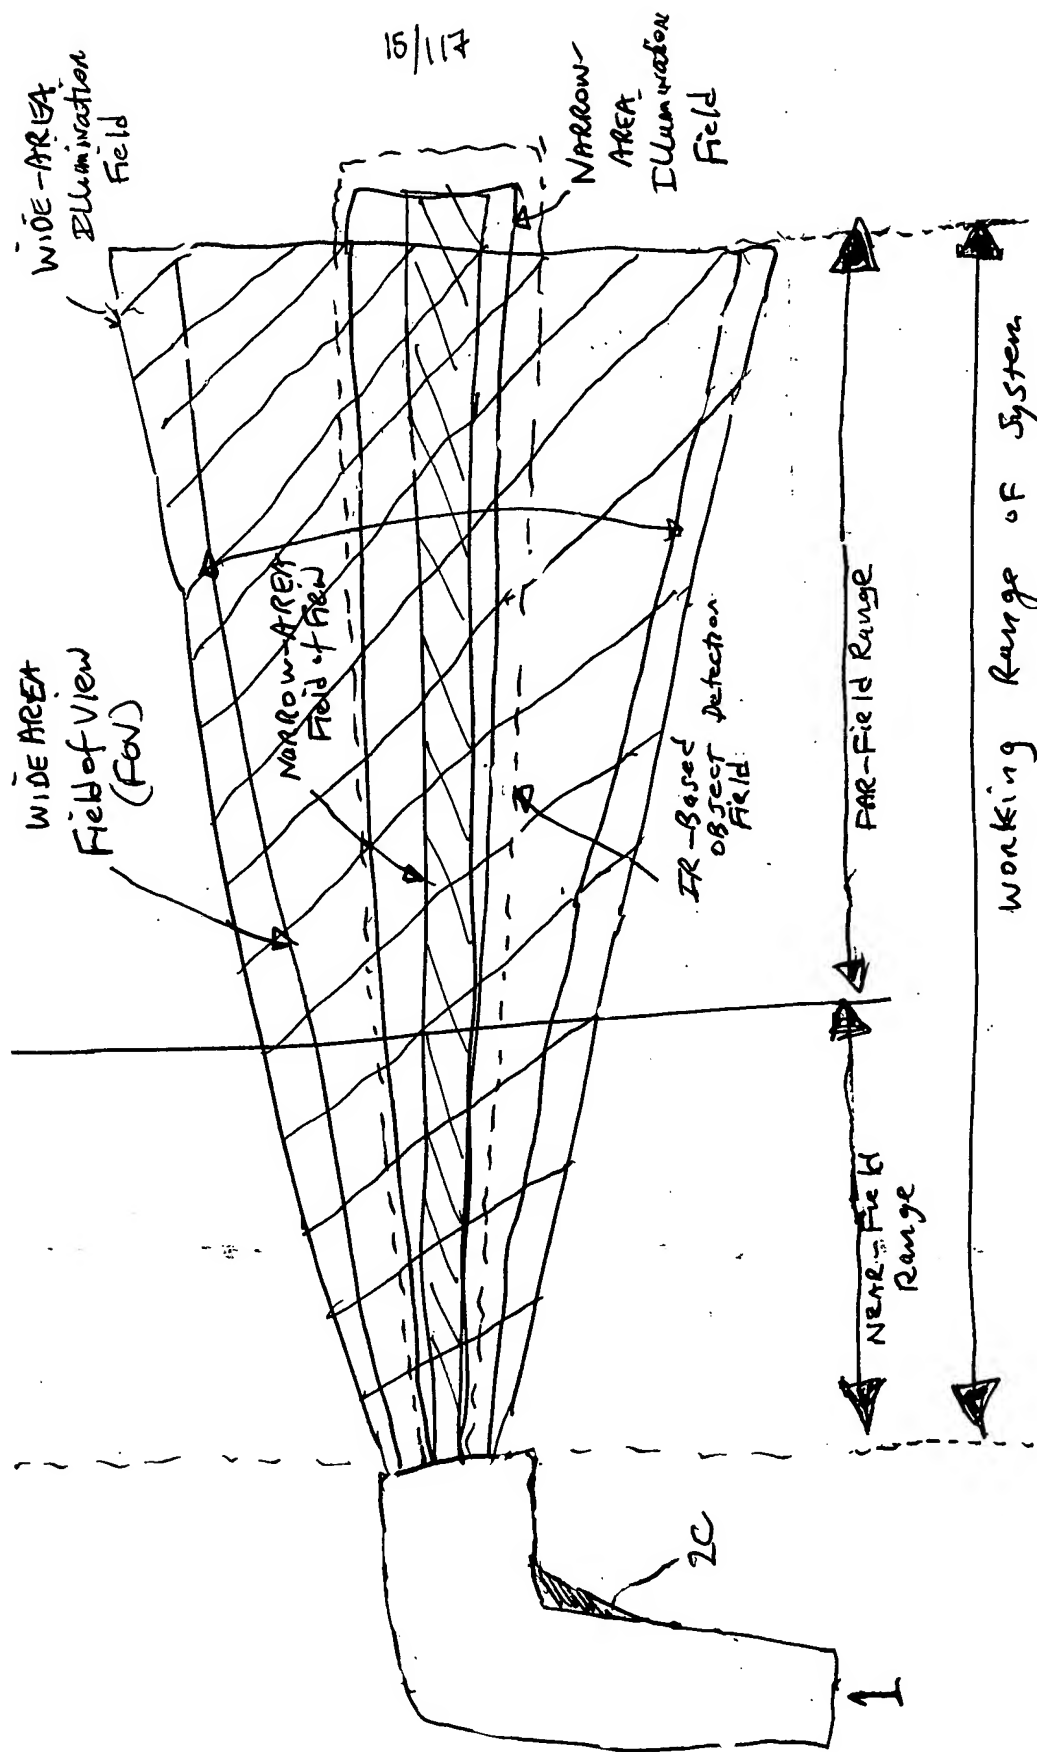 15/117
WIDE-AREA
Illumination
Field
NARROW-
AREA
Illumination
Field
WIDE AREA
Field of View
(FOV)
NARROW-AREA
Field of Fiew
IR-Based
OBJECT Detection
Field
NEAR-Field
Range
FAR-Field Range
WORKing Range OF System
2C
1